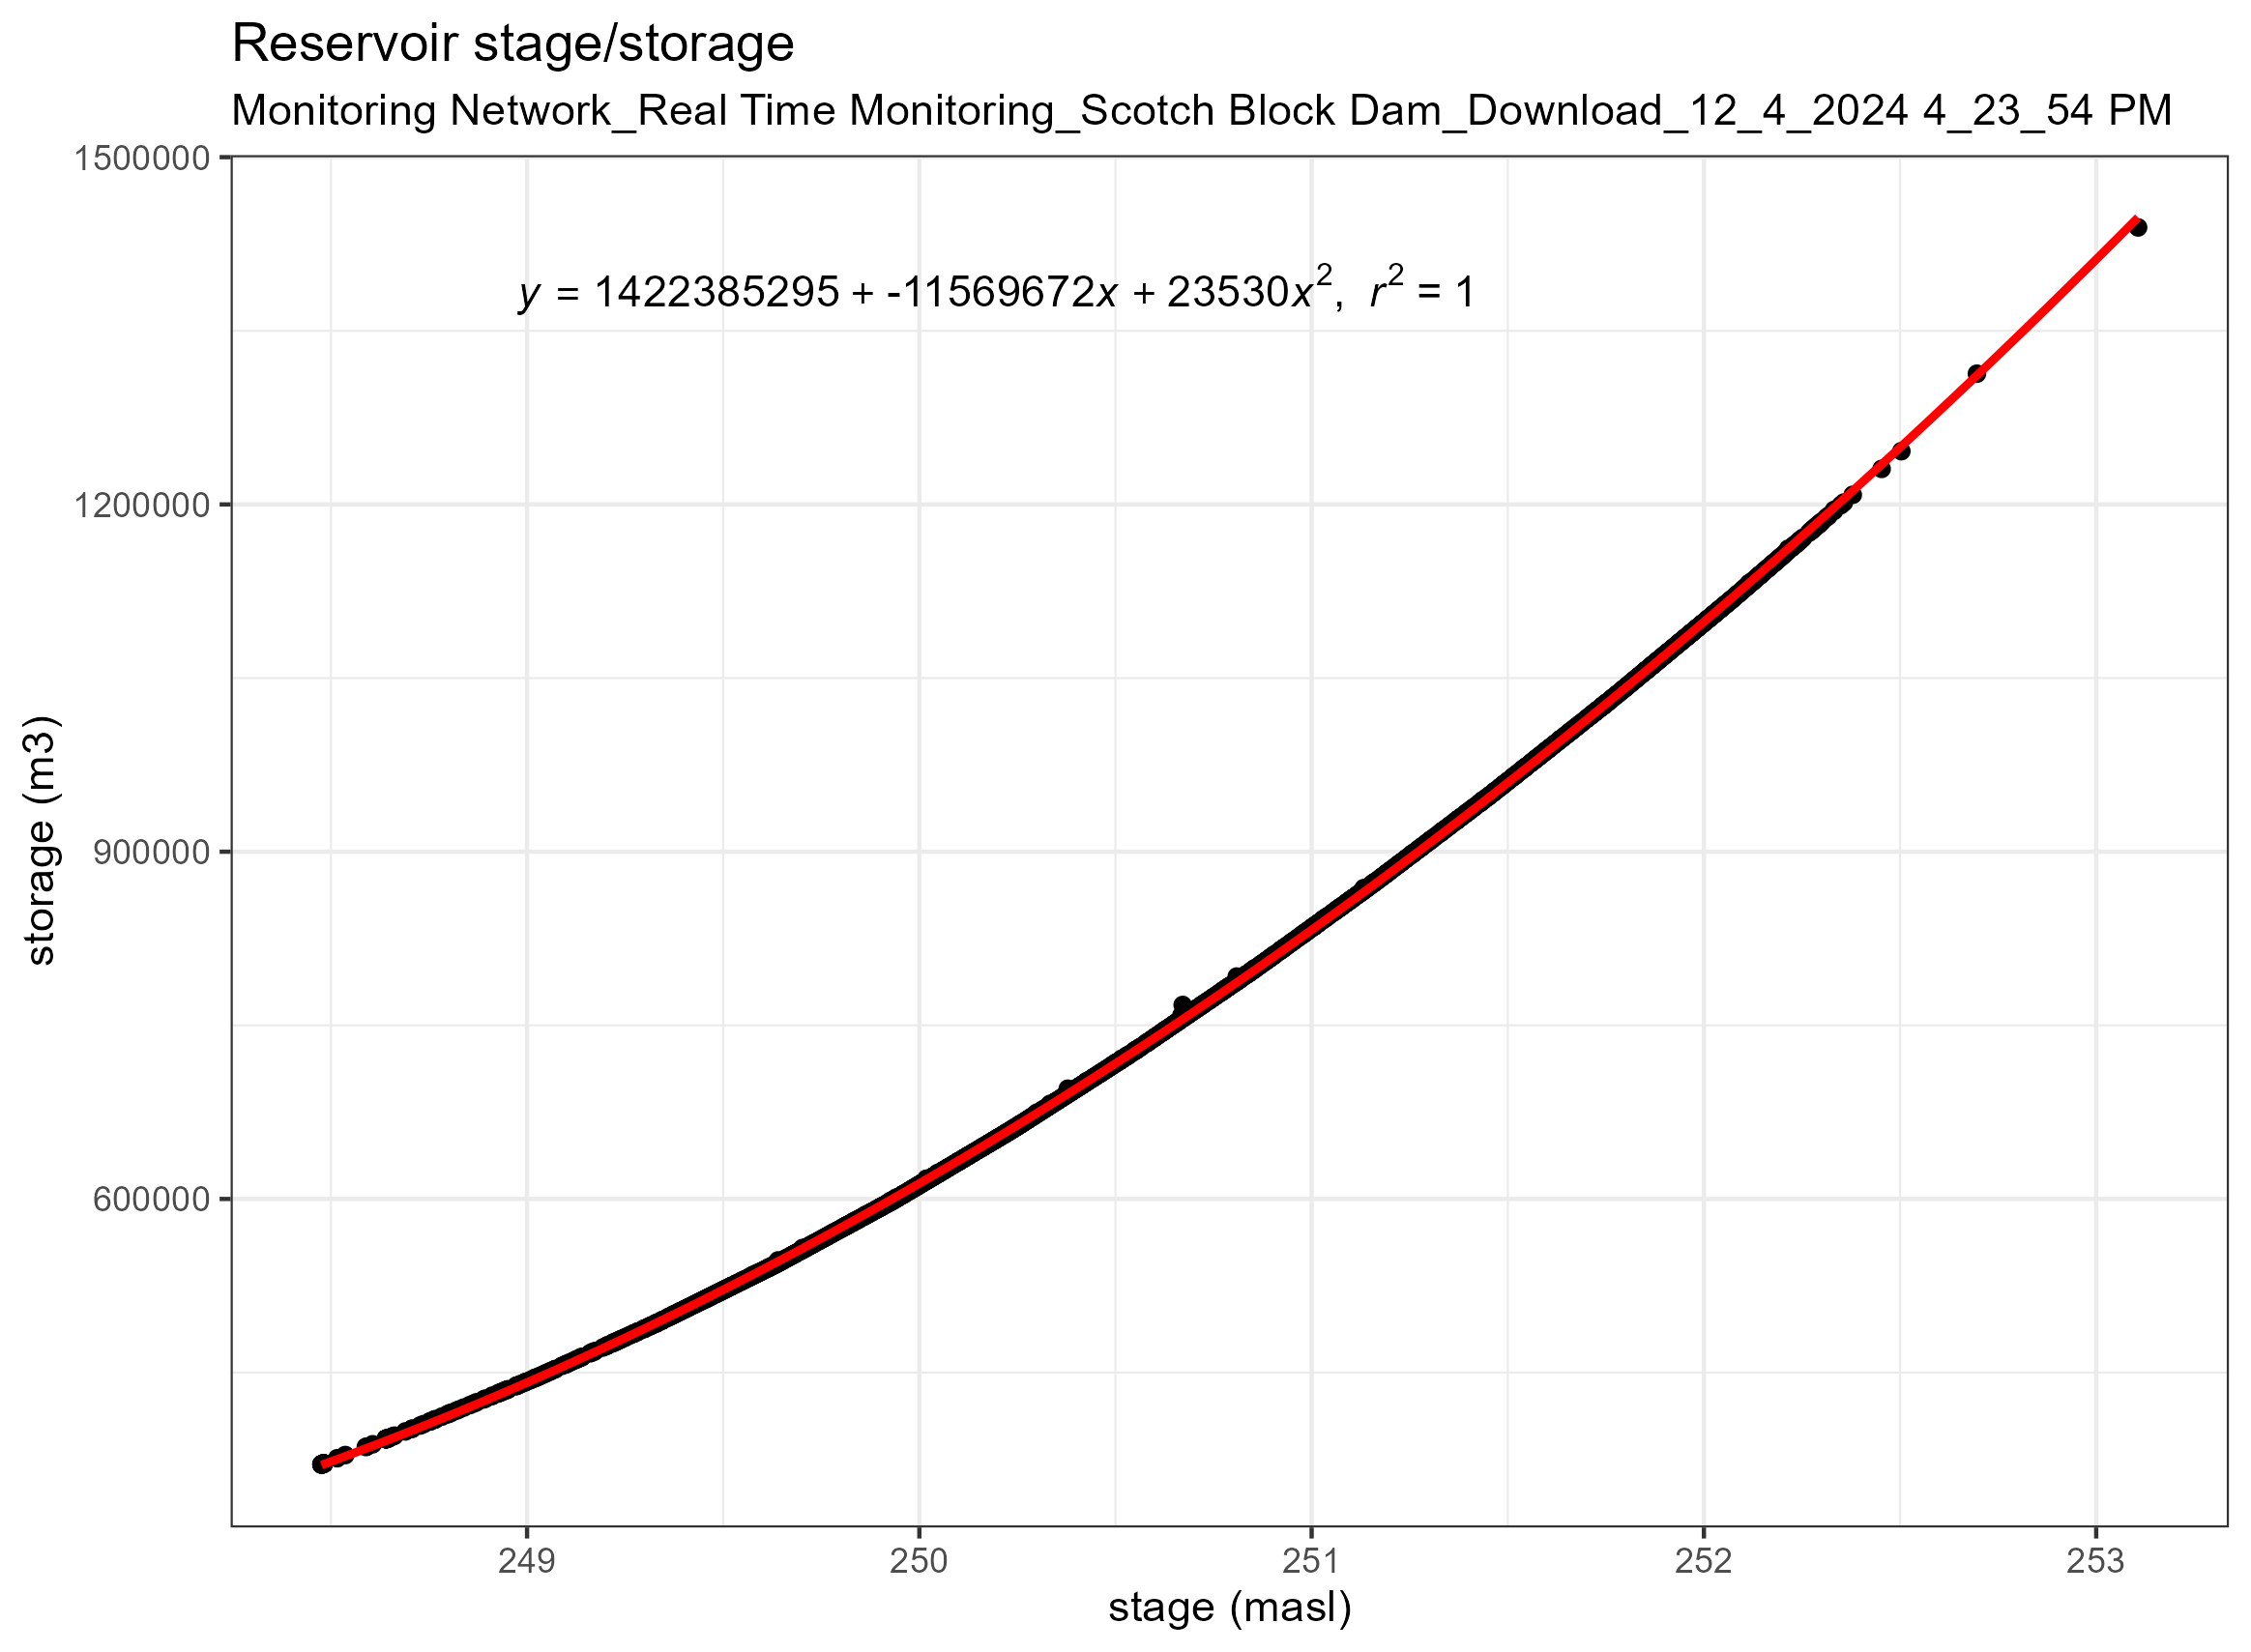 Reservoir stage/storage
Monitoring Network_Real Time Monitoring_Scotch Block Dam_Download_12_4_2024 4_23_54 PM
1500000
y = 1422385295 + -11569672x + 23530x², r² = 1
1200000
900000
600000
storage (m3)
249 250 251 252 253
stage (masl)